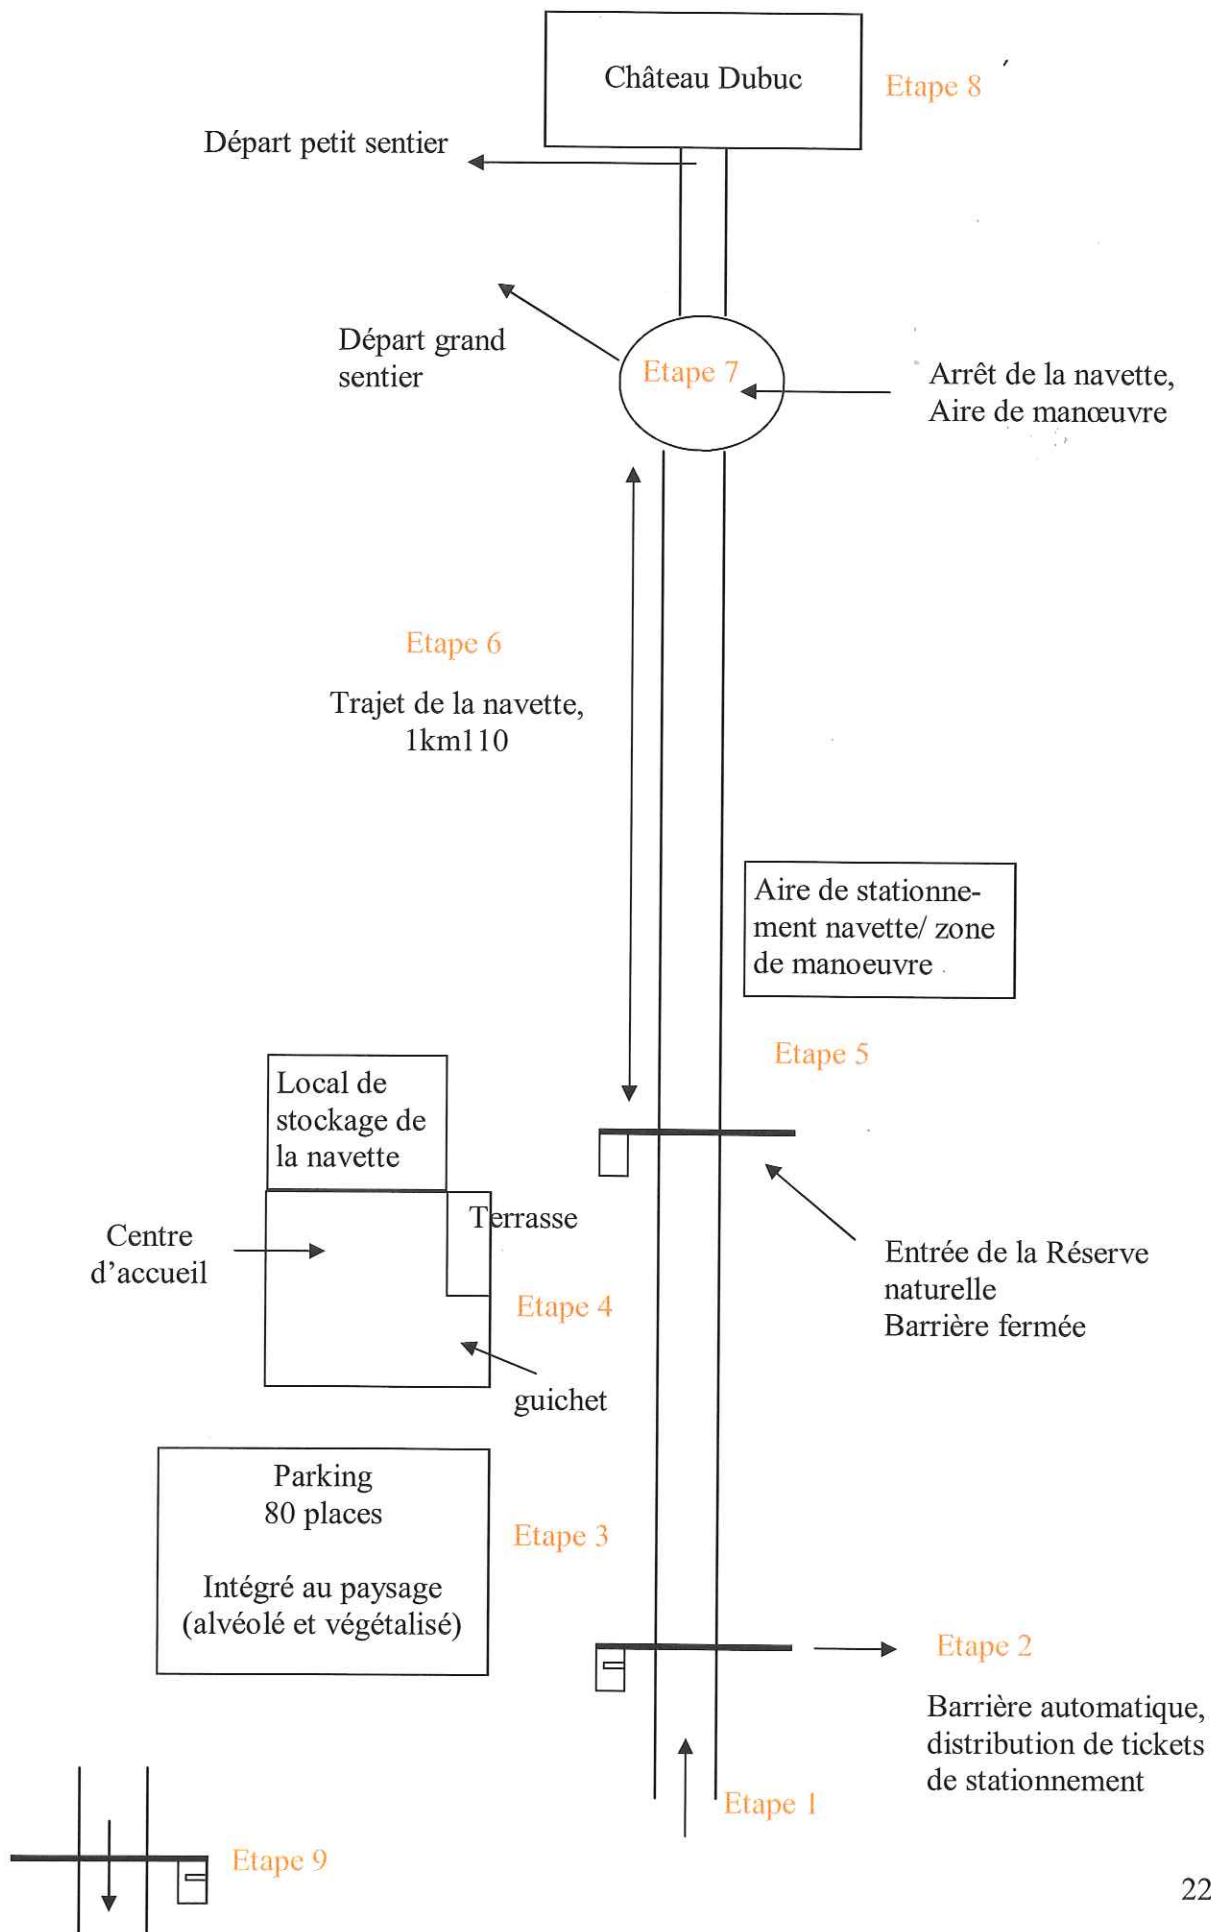 Château Dubuc
Etape 8
Départ petit sentier
Départ grand
sentier
Etape 7
Arrêt de la navette,
Aire de manœuvre
Etape 6
Trajet de la navette,
1km110
Aire de stationne-
ment navette/ zone
de manoeuvre
Etape 5
Local de
stockage de
la navette
Terrasse
Centre
d'accueil
Etape 4
guichet
Entrée de la Réserve
naturelle
Barrière fermée
Parking
80 places
Intégré au paysage
(alvéolé et végétalisé)
Etape 3
Etape 2
Barrière automatique,
distribution de tickets
de stationnement
Etape 1
Etape 9
22